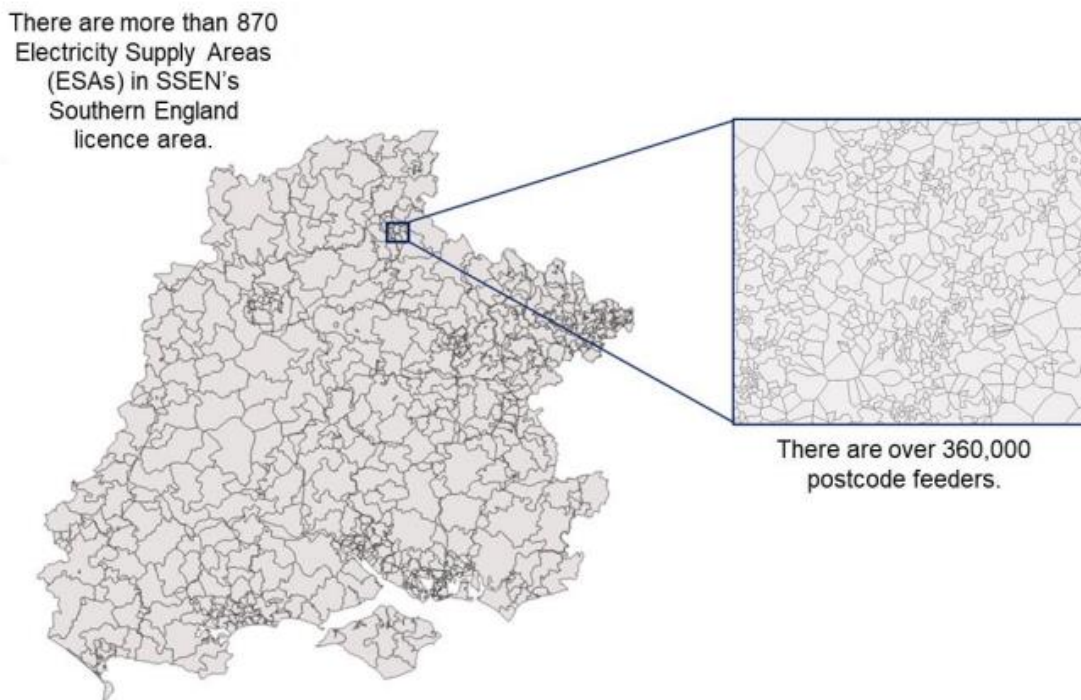 There are more than 870
Electricity Supply Areas
(ESAs) in SSEN's
Southern England
licence area.
There are over 360,000
postcode feeders.